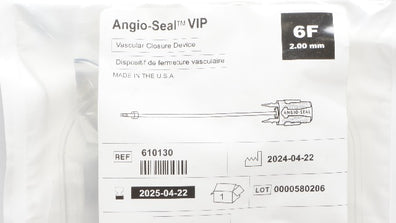 Angio-Seal™ VIP
6F
2.00 mm
Vascular Closure Device
Dispositif de fermeture vasculaire
MADE IN THE U.S.A
ANGIO-SEAL
REF 610130
2024-04-22
2025-04-22
1
LOT 0000580206